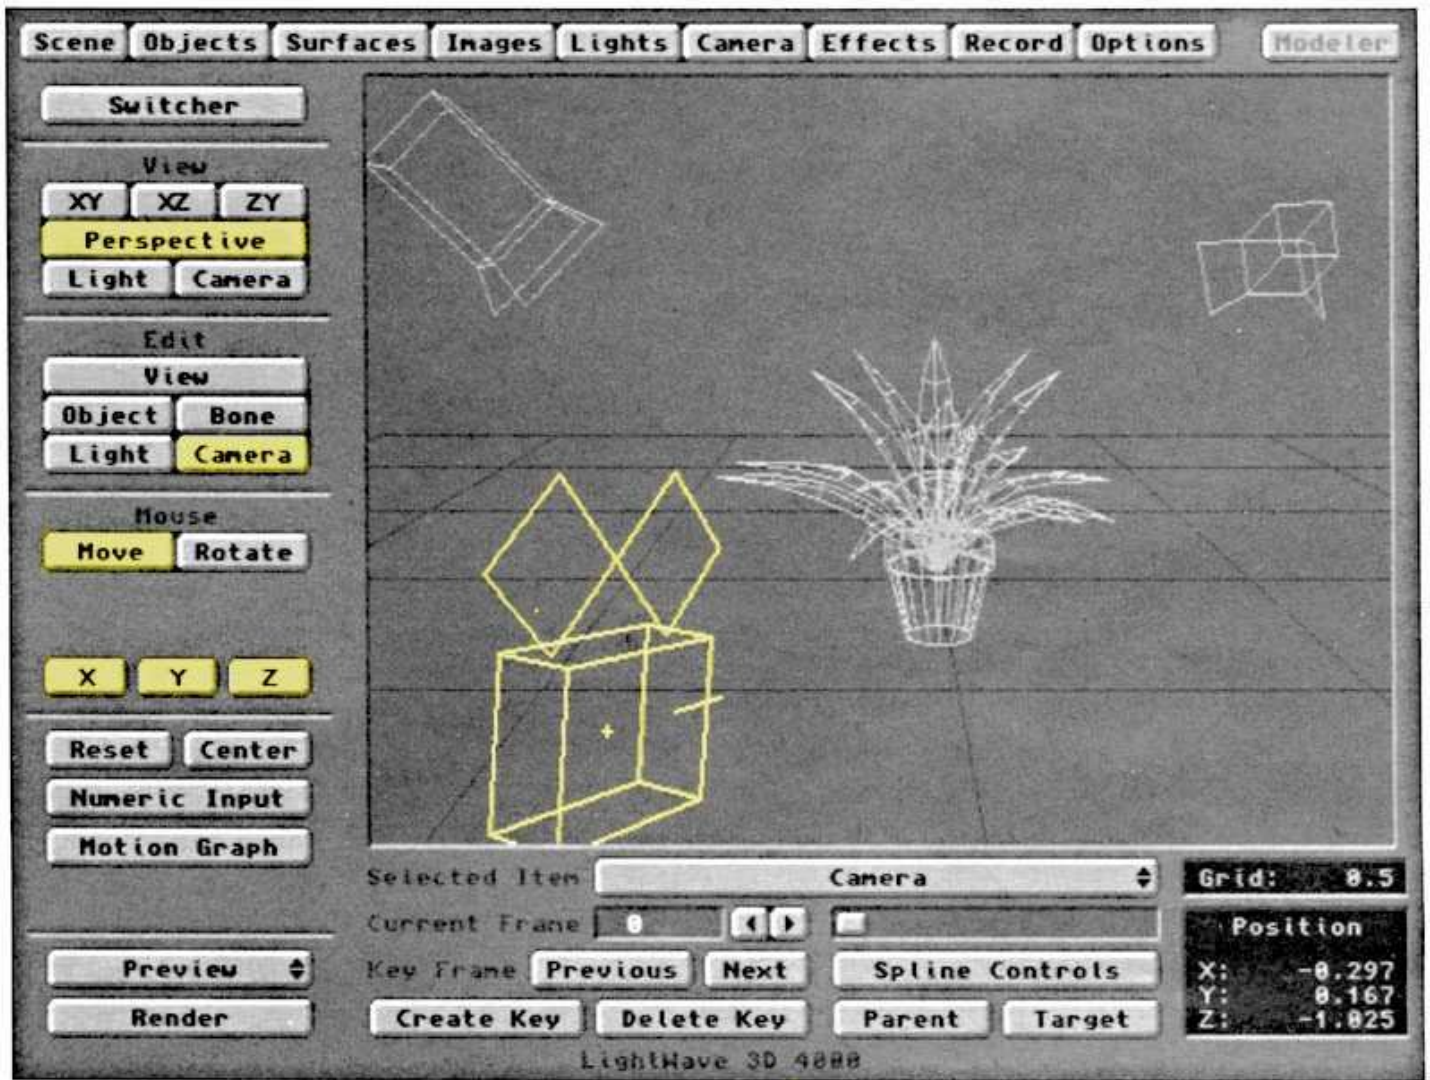 Scene Objects Surfaces Images Lights Camera Effects Record Options Modeler
Switcher
View
XY XZ ZY
Perspective
Light Camera
Edit
View
Object Bone
Light Camera
Mouse
Move Rotate
X Y Z
Reset Center
Numeric Input
Motion Graph
Preview
Render
Selected Item Camera
Current Frame 0
Key Frame Previous Next Spline Controls
Create Key Delete Key Parent Target
Grid: 0.5
Position
X: -0.297
Y: 0.167
Z: -1.025
LightWave 3D 4000